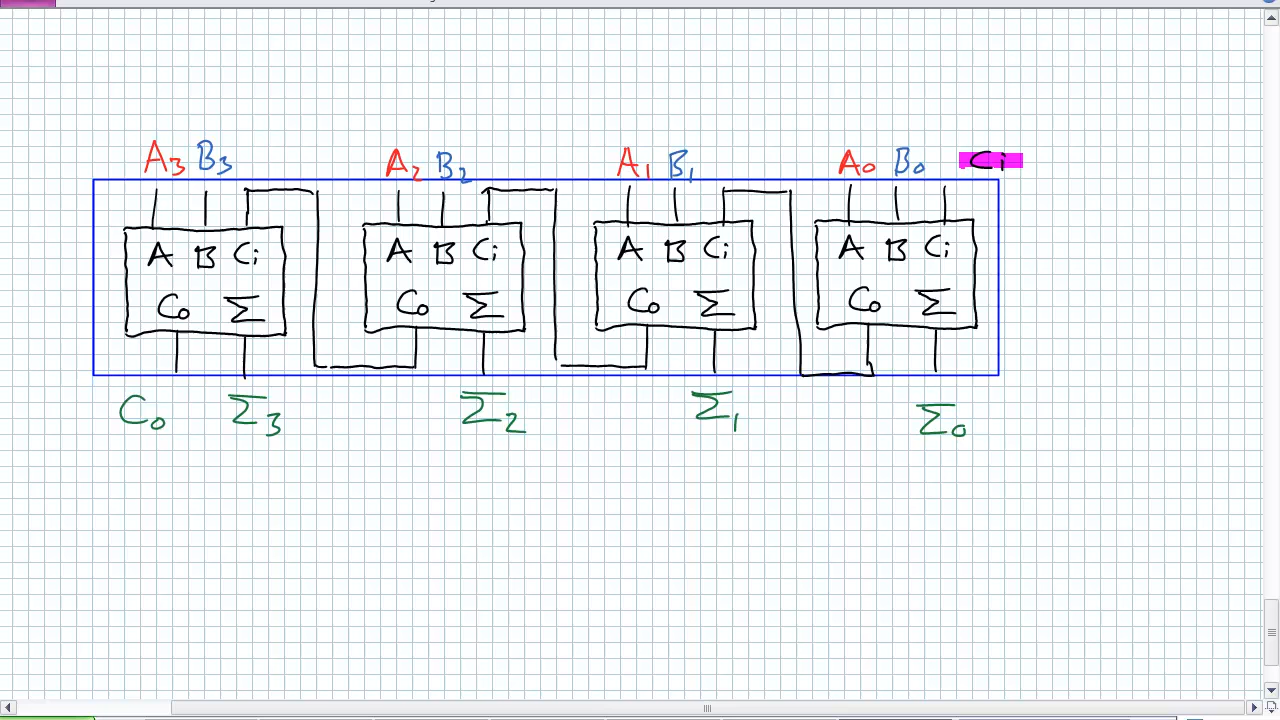 A₃ B₃ A₂ B₂ A₁ B₁ A₀ B₀ Ci
A B Ci A B Ci A B Ci A B Ci
C₀ Σ C₀ Σ C₀ Σ C₀ Σ
C₀ Σ₃ Σ₂ Σ₁ Σ₀